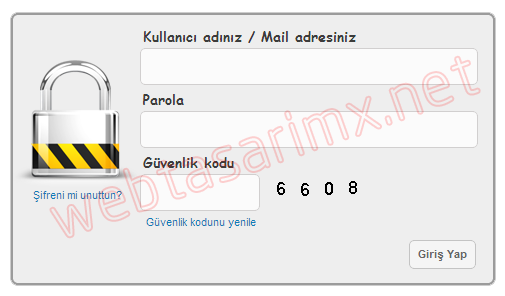 Kullanıcı adınız / Mail adresiniz
Parola
Güvenlik kodu
6 6 0 8
Şifreni mi unuttun?
Güvenlik kodunu yenile
Giriş Yap
webtasarimx.net